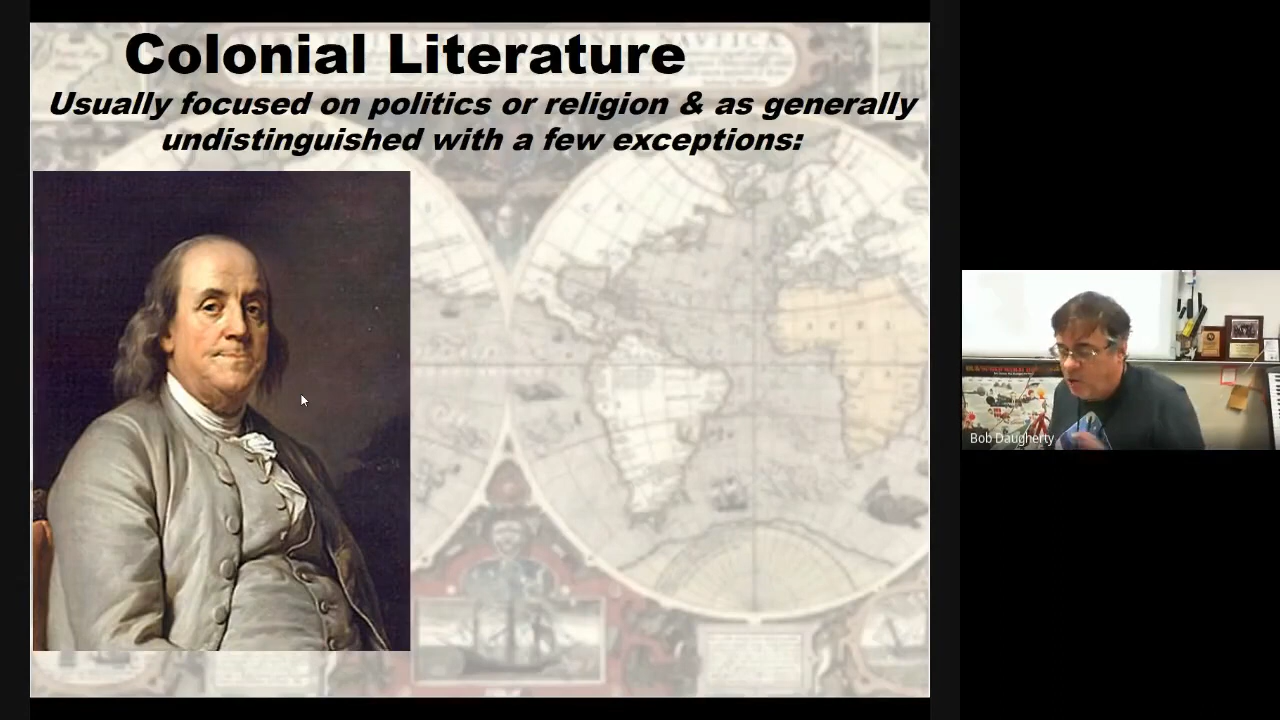 Colonial Literature
Usually focused on politics or religion & as generally
undistinguished with a few exceptions:
Bob Daugherty